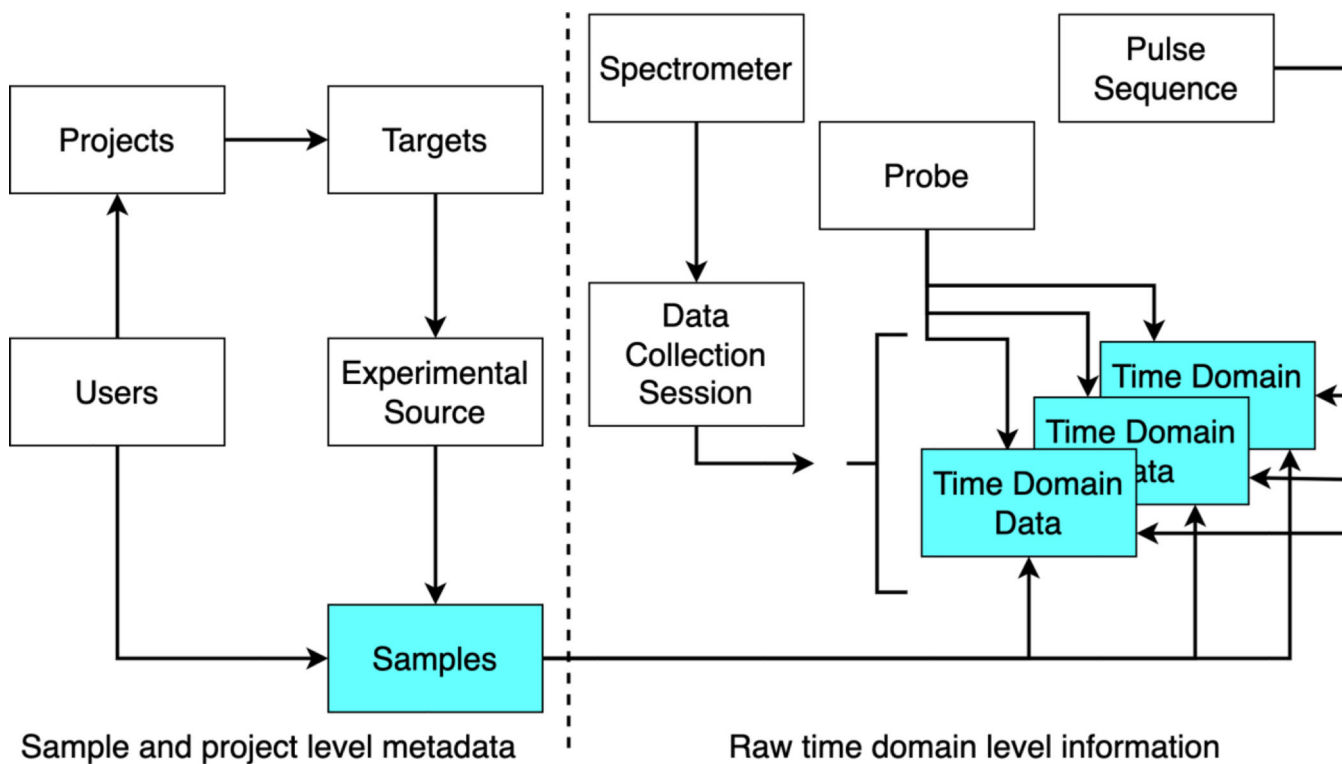 Projects
Targets
Users
Experimental
Source
Samples
Sample and project level metadata
Spectrometer
Pulse
Sequence
Probe
Data
Collection
Session
Time Domain
Time Domain
ata
Time Domain
Data
Raw time domain level information